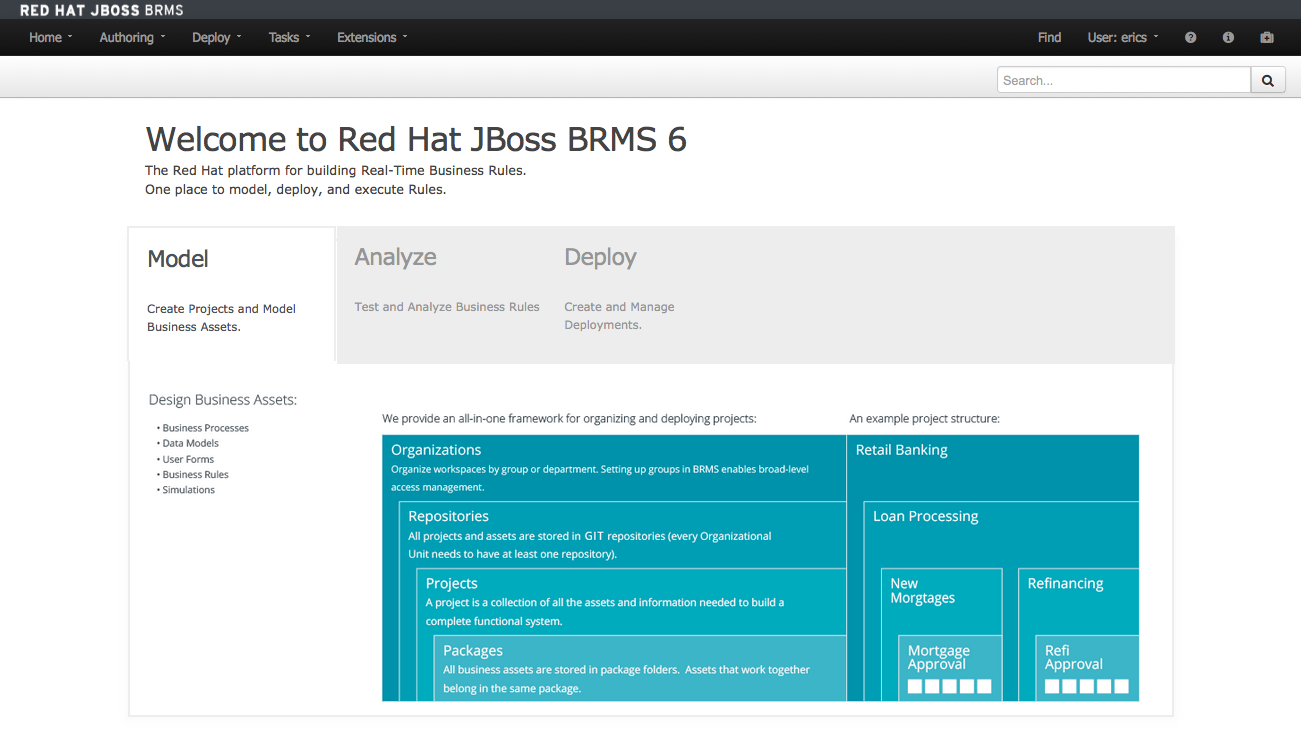 RED HAT JBOSS BRMS
Home Authoring Deploy Tasks Extensions Find User: erics
Search...
Welcome to Red Hat JBoss BRMS 6
The Red Hat platform for building Real-Time Business Rules.
One place to model, deploy, and execute Rules.
Model
Create Projects and Model
Business Assets.
Analyze
Test and Analyze Business Rules
Deploy
Create and Manage
Deployments.
Design Business Assets:
• Business Processes
• Data Models
• User Forms
• Business Rules
• Simulations
We provide an all-in-one framework for organizing and deploying projects:
Organizations
Organize workspaces by group or department. Setting up groups in BRMS enables broad-level
access management.
Repositories
All projects and assets are stored in GIT repositories (every Organizational
Unit needs to have at least one repository).
Projects
A project is a collection of all the assets and information needed to build a
complete functional system.
Packages
All business assets are stored in package folders. Assets that work together
belong in the same package.
An example project structure:
Retail Banking
Loan Processing
New
Morgtages
Mortgage
Approval
Refinancing
Refi
Approval